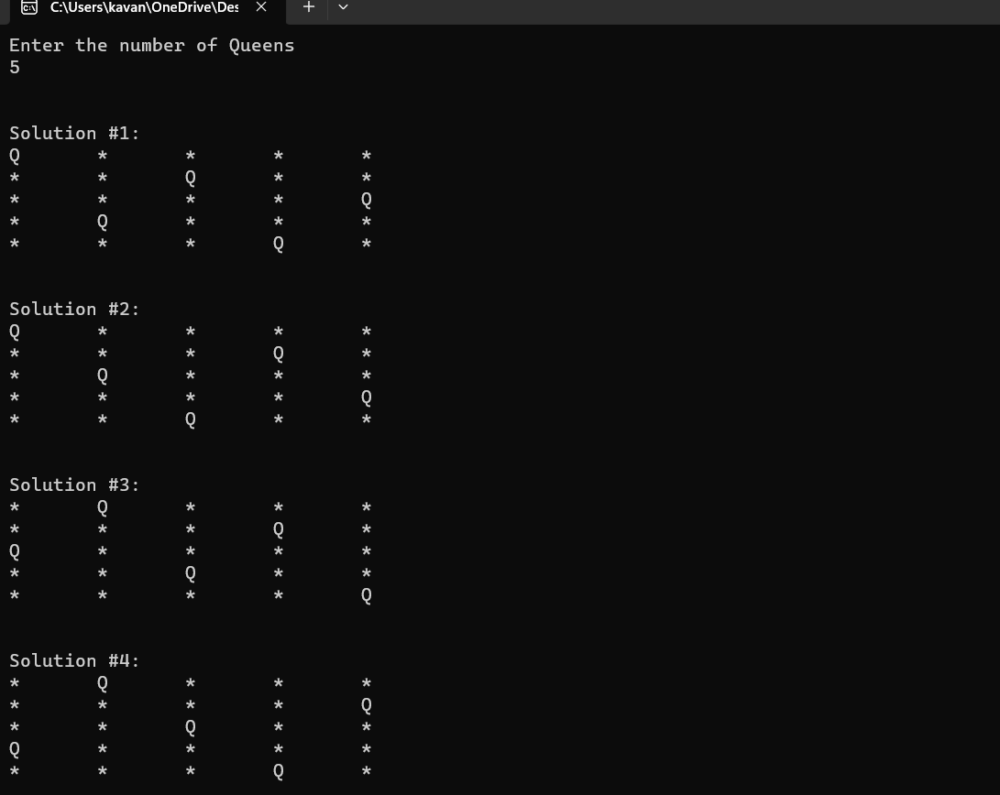 C:\Users\kavan\OneDrive\Des
Enter the number of Queens
5
Solution #1:
Q * * * *
* * Q * *
* * * * Q
* Q * * *
* * * Q *
Solution #2:
Q * * * *
* * * Q *
* Q * * *
* * * * Q
* * Q * *
Solution #3:
* Q * * *
* * * Q *
Q * * * *
* * Q * *
* * * * Q
Solution #4:
* Q * * *
* * * * Q
* * Q * *
Q * * * *
* * * Q *